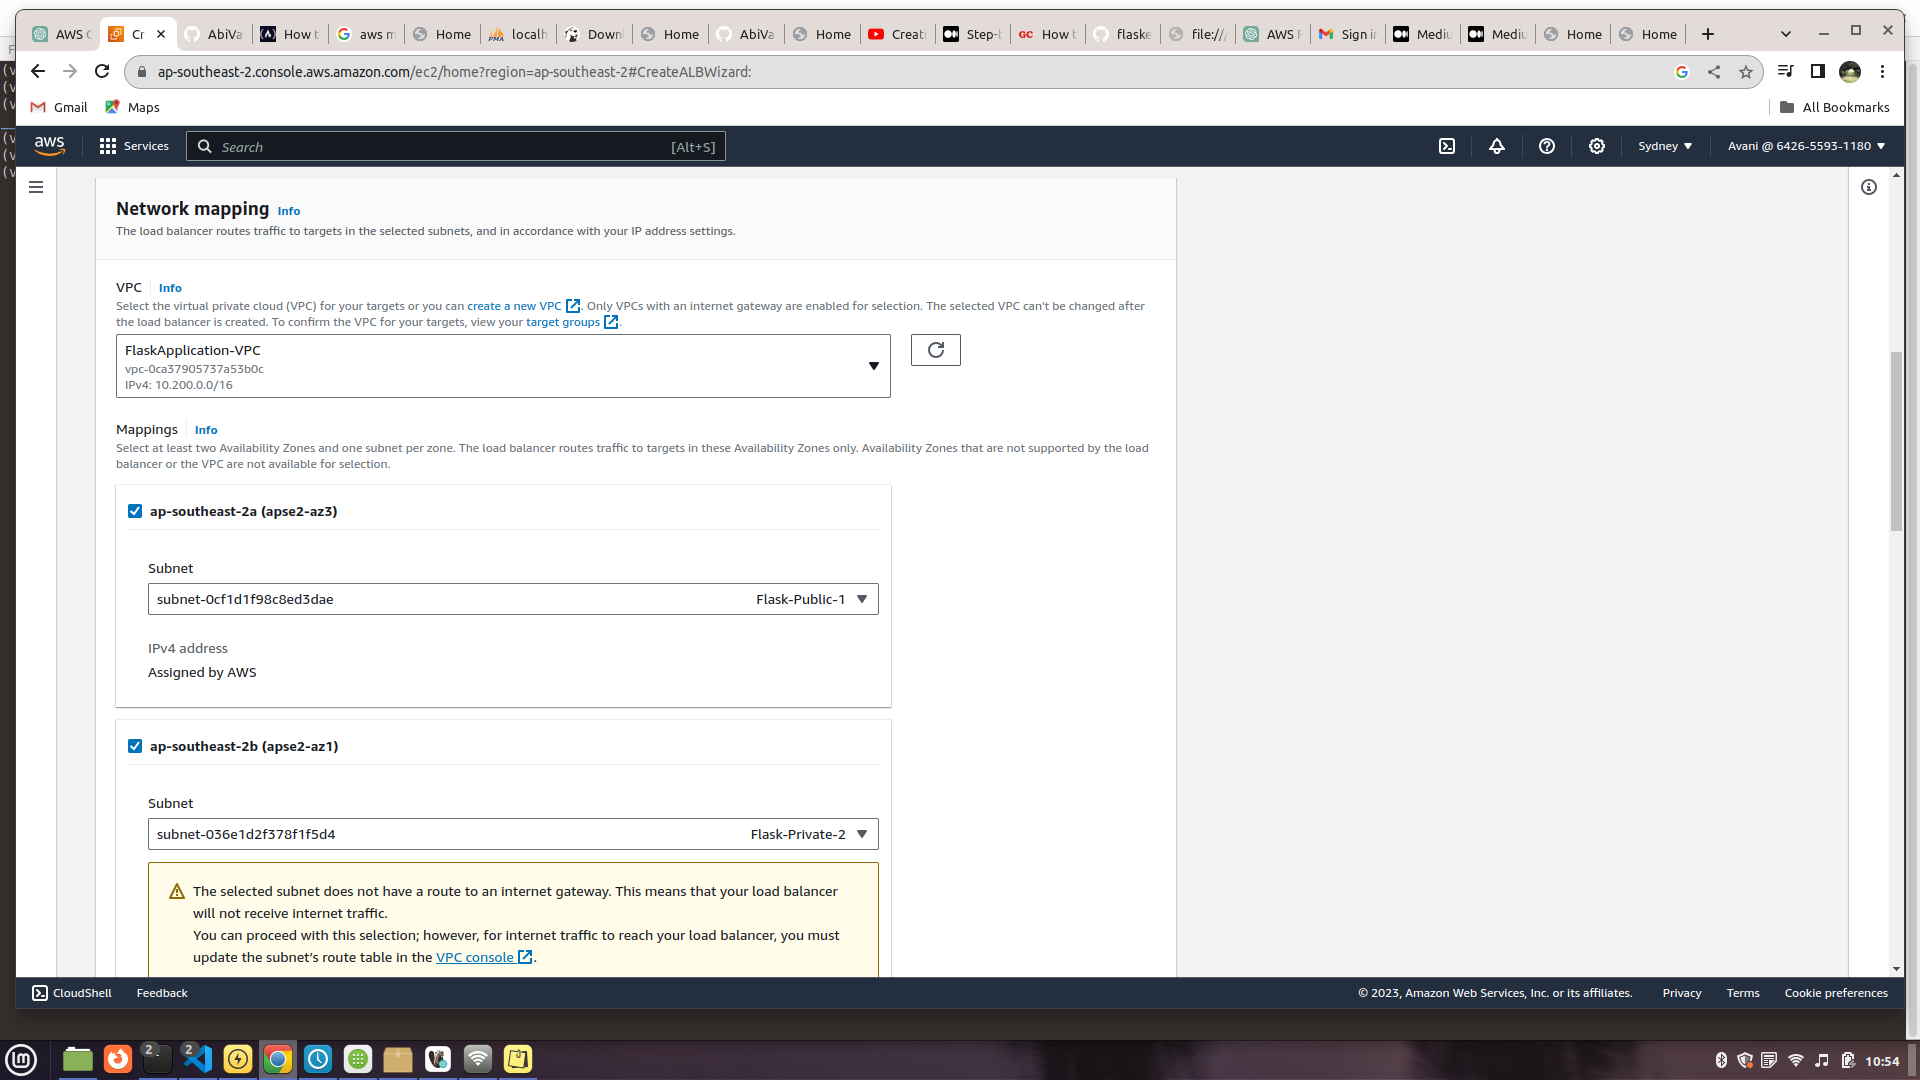 AWS C
Cr
AbiVa
How t
aws m
Home
localh
Down
Home
AbiVa
Home
Creati
Step-b
GC How t
flaske
file://
AWS R
Sign in
Mediu
Mediu
Home
Home
ap-southeast-2.console.aws.amazon.com/ec2/home?region=ap-southeast-2#CreateALBWizard:
Gmail
Maps
All Bookmarks
aws
Services
Search
[Alt+S]
Sydney
Avani @ 6426-5593-1180
Network mapping Info
The load balancer routes traffic to targets in the selected subnets, and in accordance with your IP address settings.
VPC Info
Select the virtual private cloud (VPC) for your targets or you can create a new VPC . Only VPCs with an internet gateway are enabled for selection. The selected VPC can't be changed after
the load balancer is created. To confirm the VPC for your targets, view your target groups .
FlaskApplication-VPC
vpc-0ca37905737a53b0c
IPv4: 10.200.0.0/16
Mappings Info
Select at least two Availability Zones and one subnet per zone. The load balancer routes traffic to targets in these Availability Zones only. Availability Zones that are not supported by the load
balancer or the VPC are not available for selection.
ap-southeast-2a (apse2-az3)
Subnet
subnet-0cf1d1f98c8ed3dae Flask-Public-1
IPv4 address
Assigned by AWS
ap-southeast-2b (apse2-az1)
Subnet
subnet-036e1d2f378f1f5d4 Flask-Private-2
The selected subnet does not have a route to an internet gateway. This means that your load balancer
will not receive internet traffic.
You can proceed with this selection; however, for internet traffic to reach your load balancer, you must
update the subnet's route table in the VPC console .
CloudShell
Feedback
© 2023, Amazon Web Services, Inc. or its affiliates.
Privacy
Terms
Cookie preferences
2
2
10:54